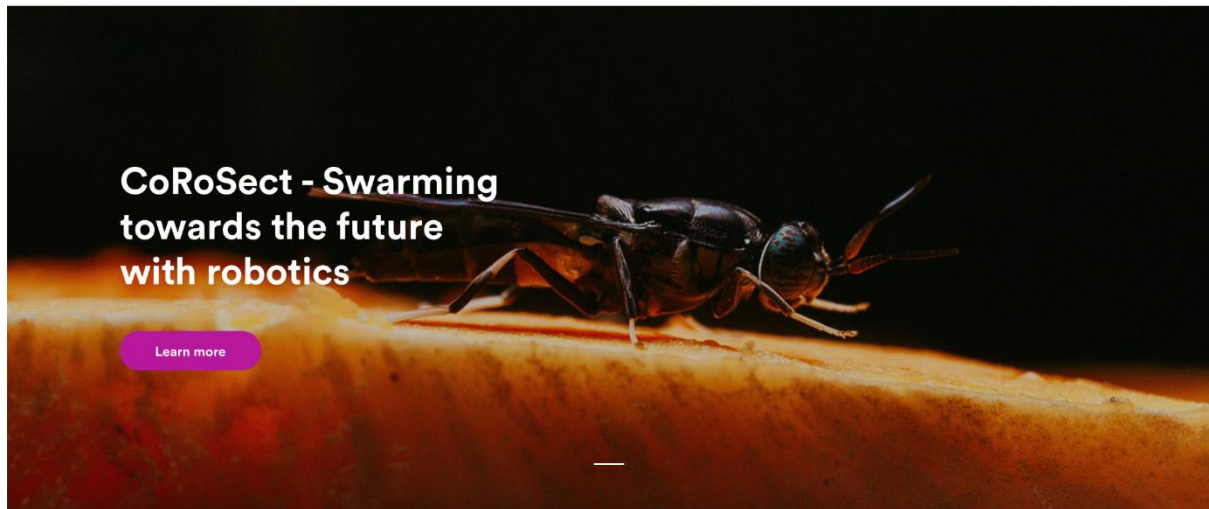 CoRoSect - Swarming
towards the future
with robotics
Learn more